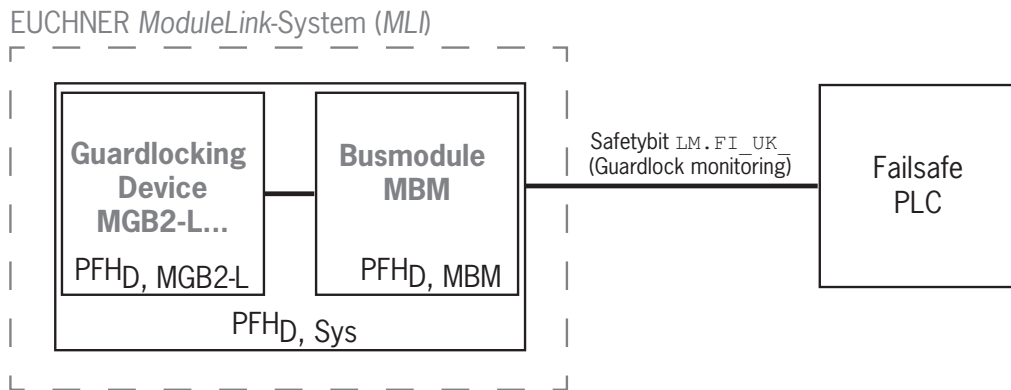 EUCHNER ModuleLink-System (MLI)
Guardlocking
Device
MGB2-L...
PFHD, MGB2-L
Busmodule
MBM
PFHD, MBM
PFHD, Sys
Safetybit LM.FI_UK_
(Guardlock monitoring)
Failsafe
PLC